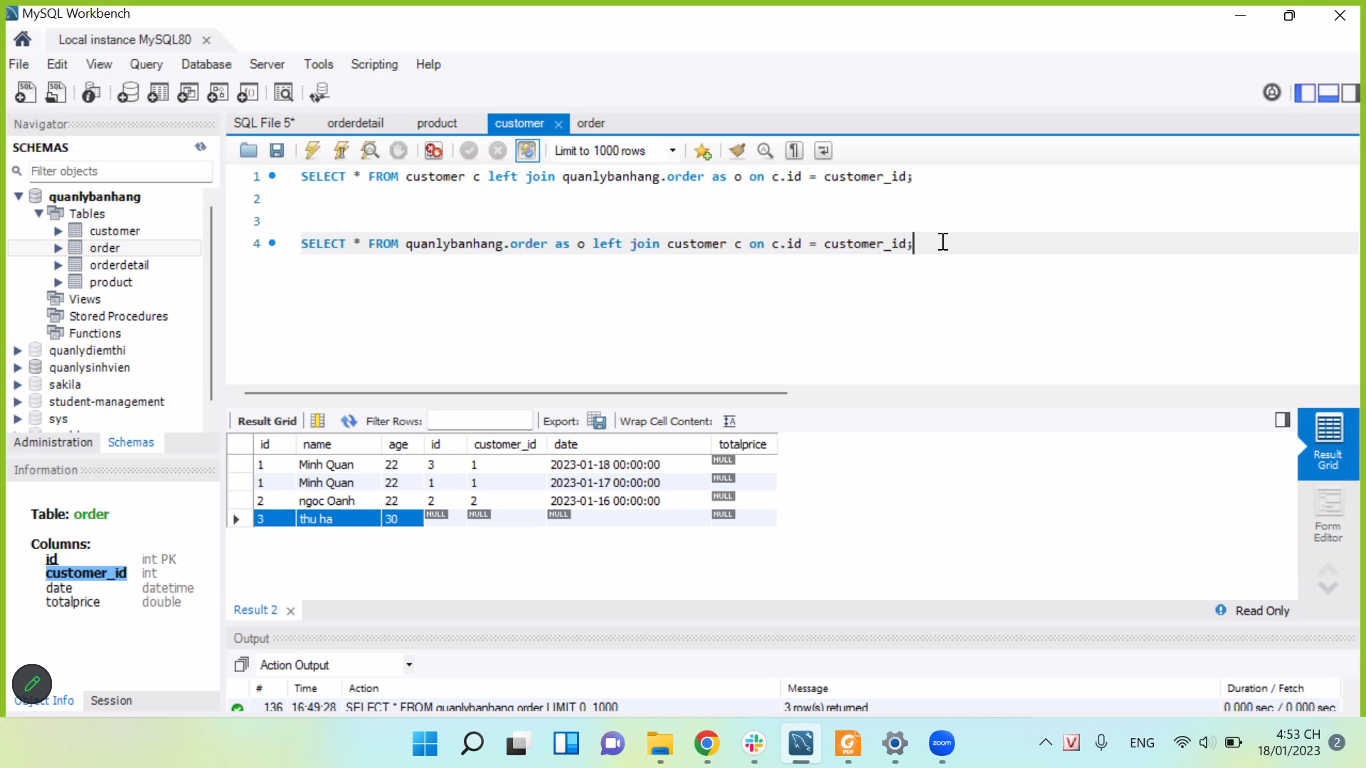 MySQL Workbench
Local instance MySQL80
File Edit View Query Database Server Tools Scripting Help
Navigator
SCHEMAS
Filter objects
quanlybanhang
Tables
customer
order
orderdetail
product
Views
Stored Procedures
Functions
quanlydiemthi
quanlysinhvien
sakila
student-management
sys
Administration Schemas
Information
Table: order
Columns:
id int PK
customer_id int
date datetime
totalprice double
Object Info Session
SQL File 5* orderdetail product customer order
Limit to 1000 rows
1 SELECT * FROM customer c left join quanlybanhang.order as o on c.id = customer_id;
2
3
4 SELECT * FROM quanlybanhang.order as o left join customer c on c.id = customer_id;
Result Grid Filter Rows: Export: Wrap Cell Content:
id name age id customer_id date totalprice
1 Minh Quan 22 3 1 2023-01-18 00:00:00 NULL
1 Minh Quan 22 1 1 2023-01-17 00:00:00 NULL
2 ngoc Oanh 22 2 2 2023-01-16 00:00:00 NULL
3 thu ha 30 NULL NULL NULL NULL
Result Grid
Form Editor
Result 2
Read Only
Output
Action Output
# Time Action Message Duration / Fetch
136 16:49:28 SELECT * FROM quanlybanhang.order LIMIT 0, 1000 3 row(s) returned 0.000 sec / 0.000 sec
zoom
ENG
4:53 CH
18/01/2023
2